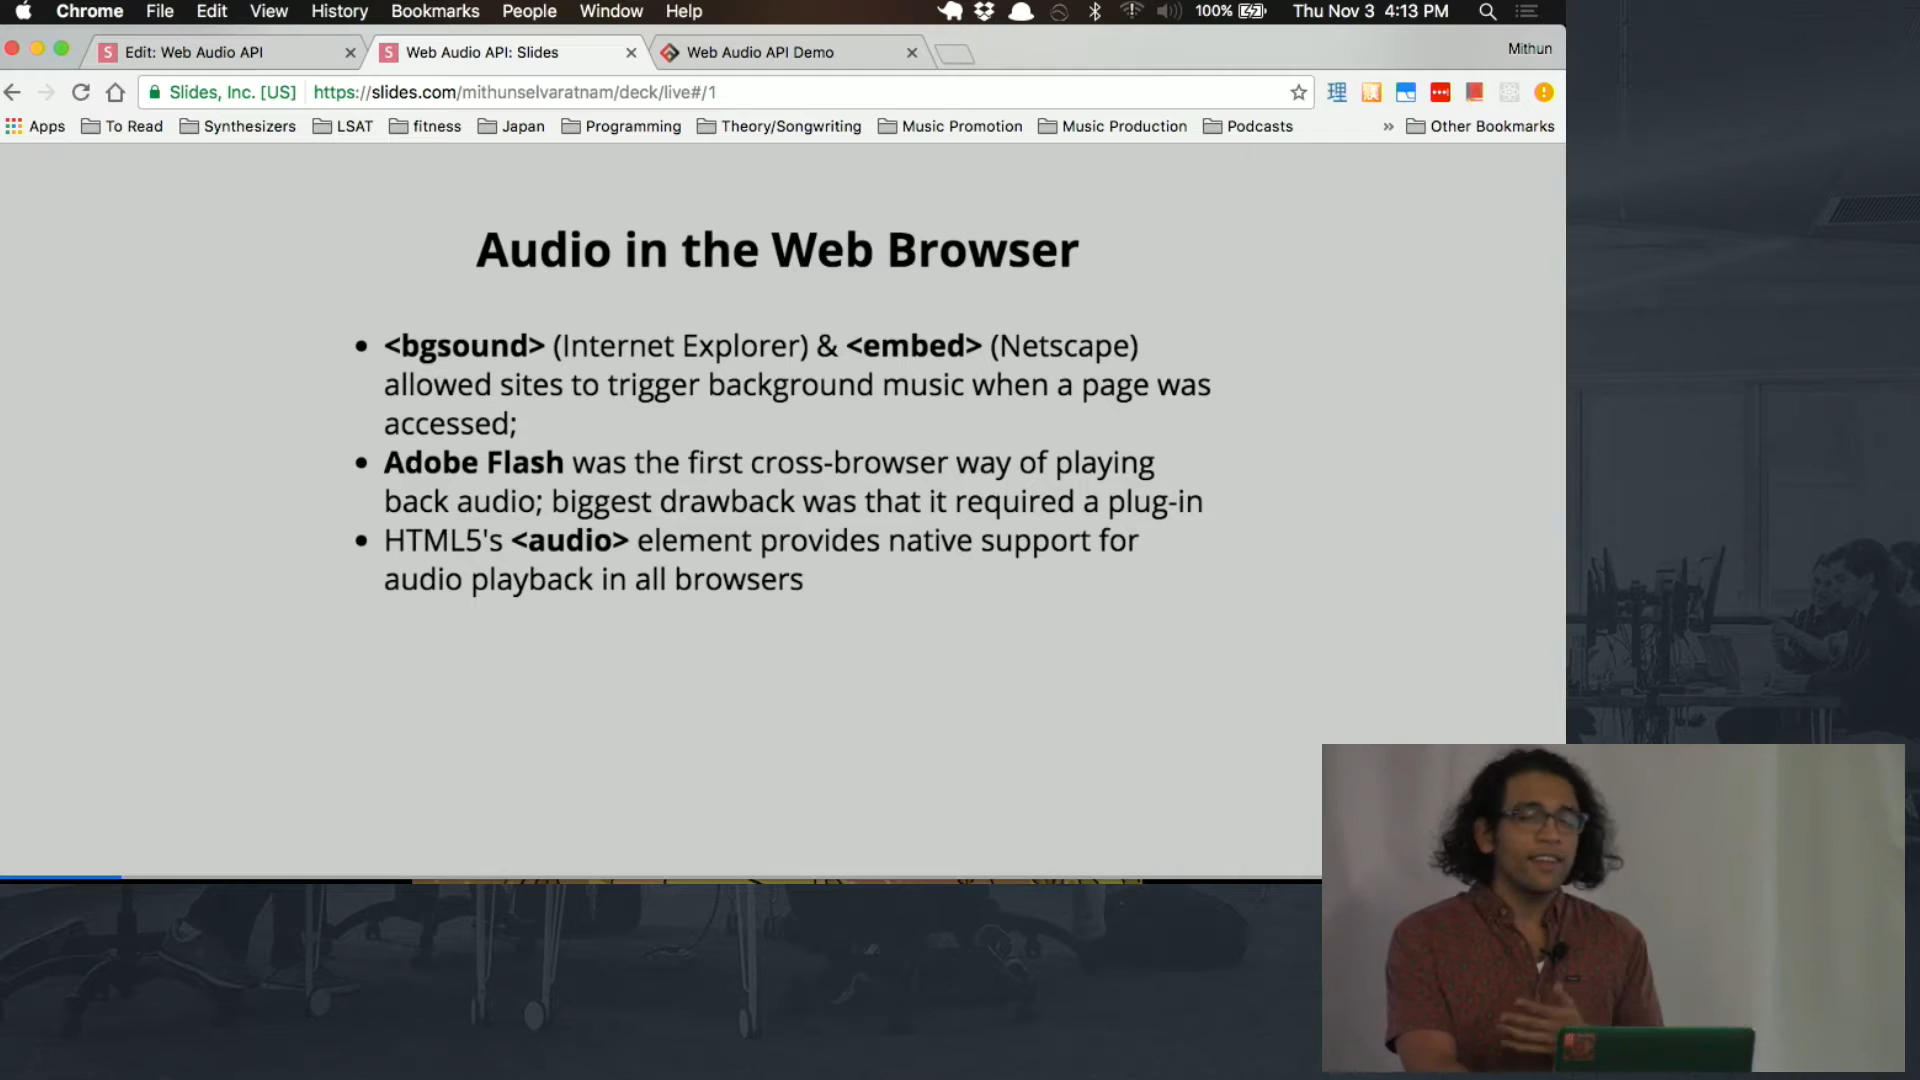 Chrome File Edit View History Bookmarks People Window Help 100% Thu Nov 3 4:13 PM
S Edit: Web Audio API × S Web Audio API: Slides × Web Audio API Demo × Mithun
Slides, Inc. [US] https://slides.com/mithunselvaratnam/deck/live#/1 理
Apps To Read Synthesizers LSAT fitness Japan Programming Theory/Songwriting Music Promotion Music Production Podcasts » Other Bookmarks
Audio in the Web Browser
• <bgsound> (Internet Explorer) & <embed> (Netscape)
allowed sites to trigger background music when a page was
accessed;
• Adobe Flash was the first cross-browser way of playing
back audio; biggest drawback was that it required a plug-in
• HTML5's <audio> element provides native support for
audio playback in all browsers